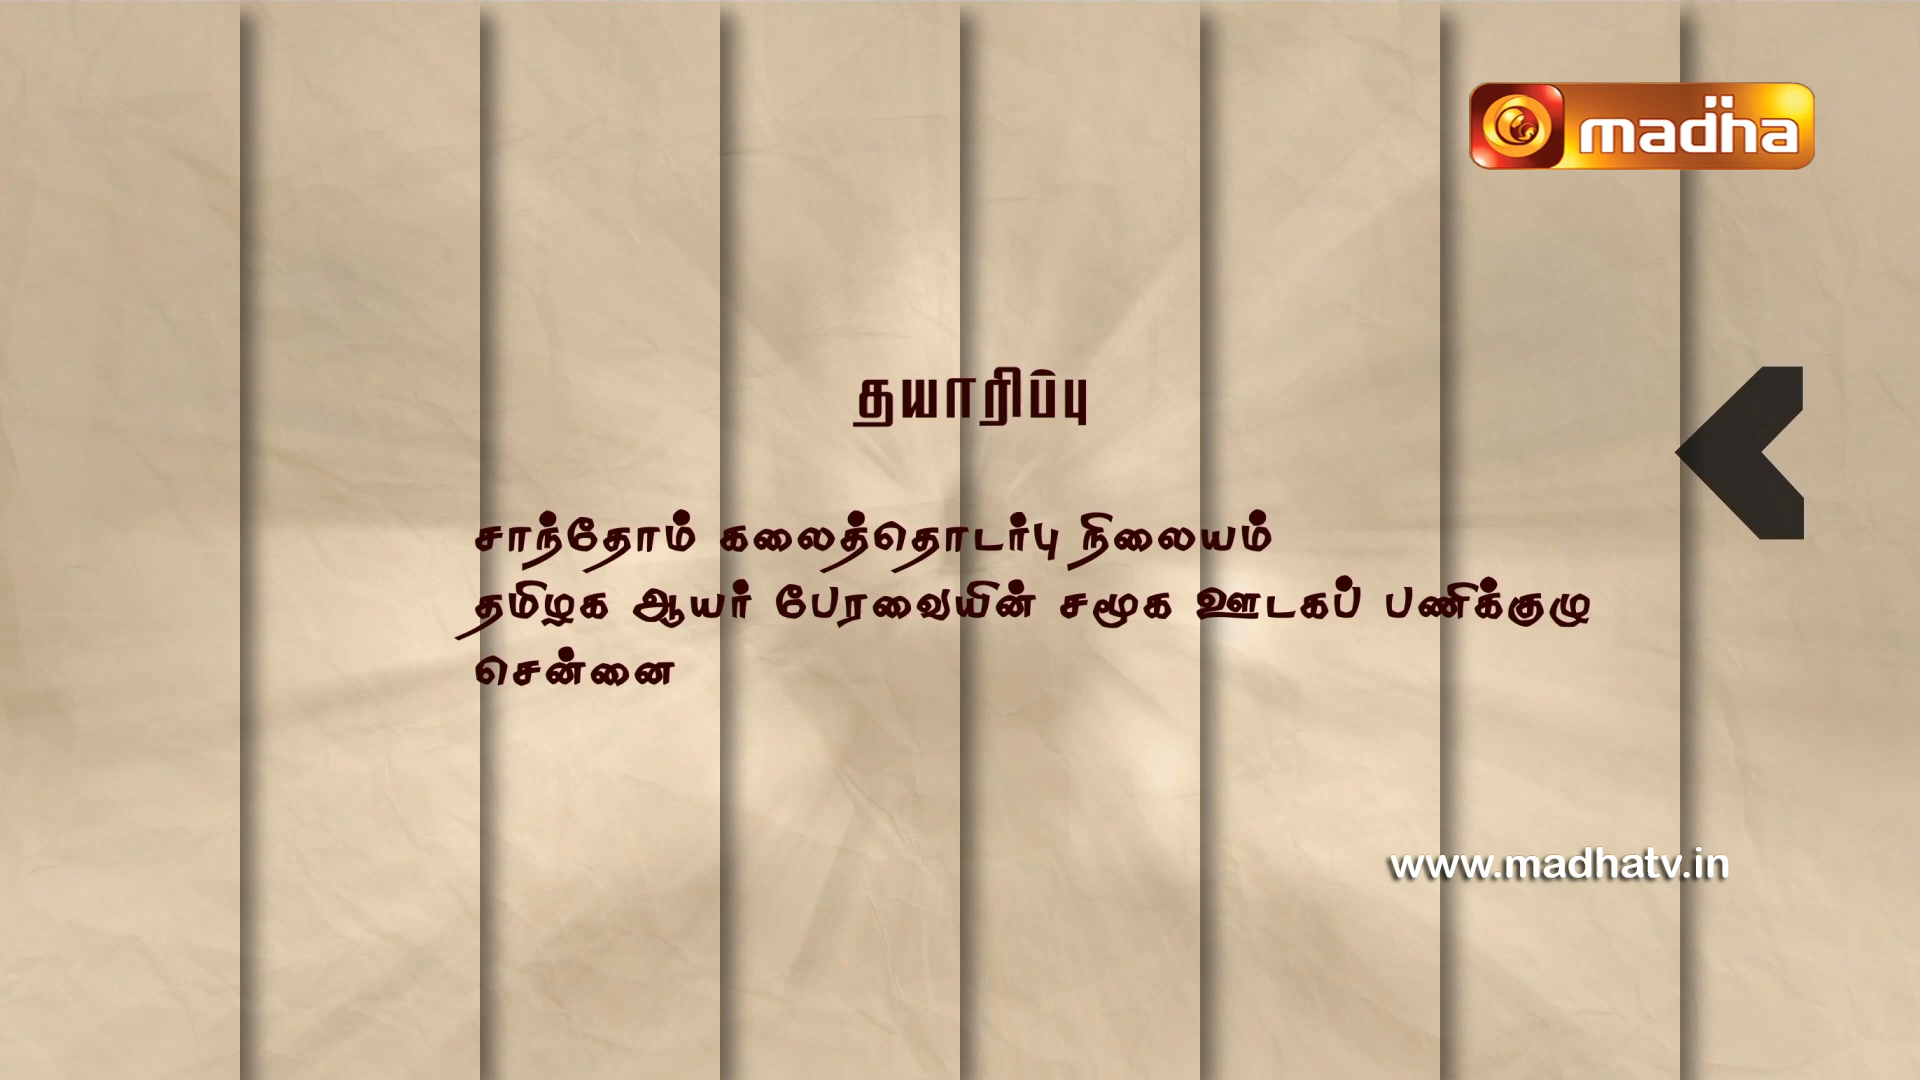 madha
தயாரிப்பு
சாந்தோம் கலைத்தொடர்பு நிலையம்
தமிழக ஆயர் பேரவையின் சமூக ஊடகப் பணிக்குழு
சென்னை
www.madhatv.in